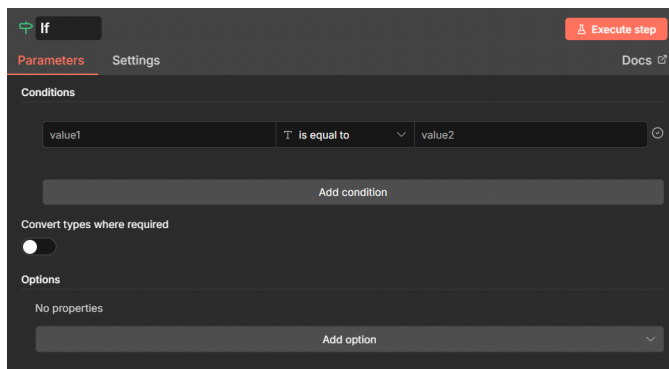 If
Execute step
Parameters Settings Docs
Conditions
value1 T is equal to value2
Add condition
Convert types where required
Options
No properties
Add option